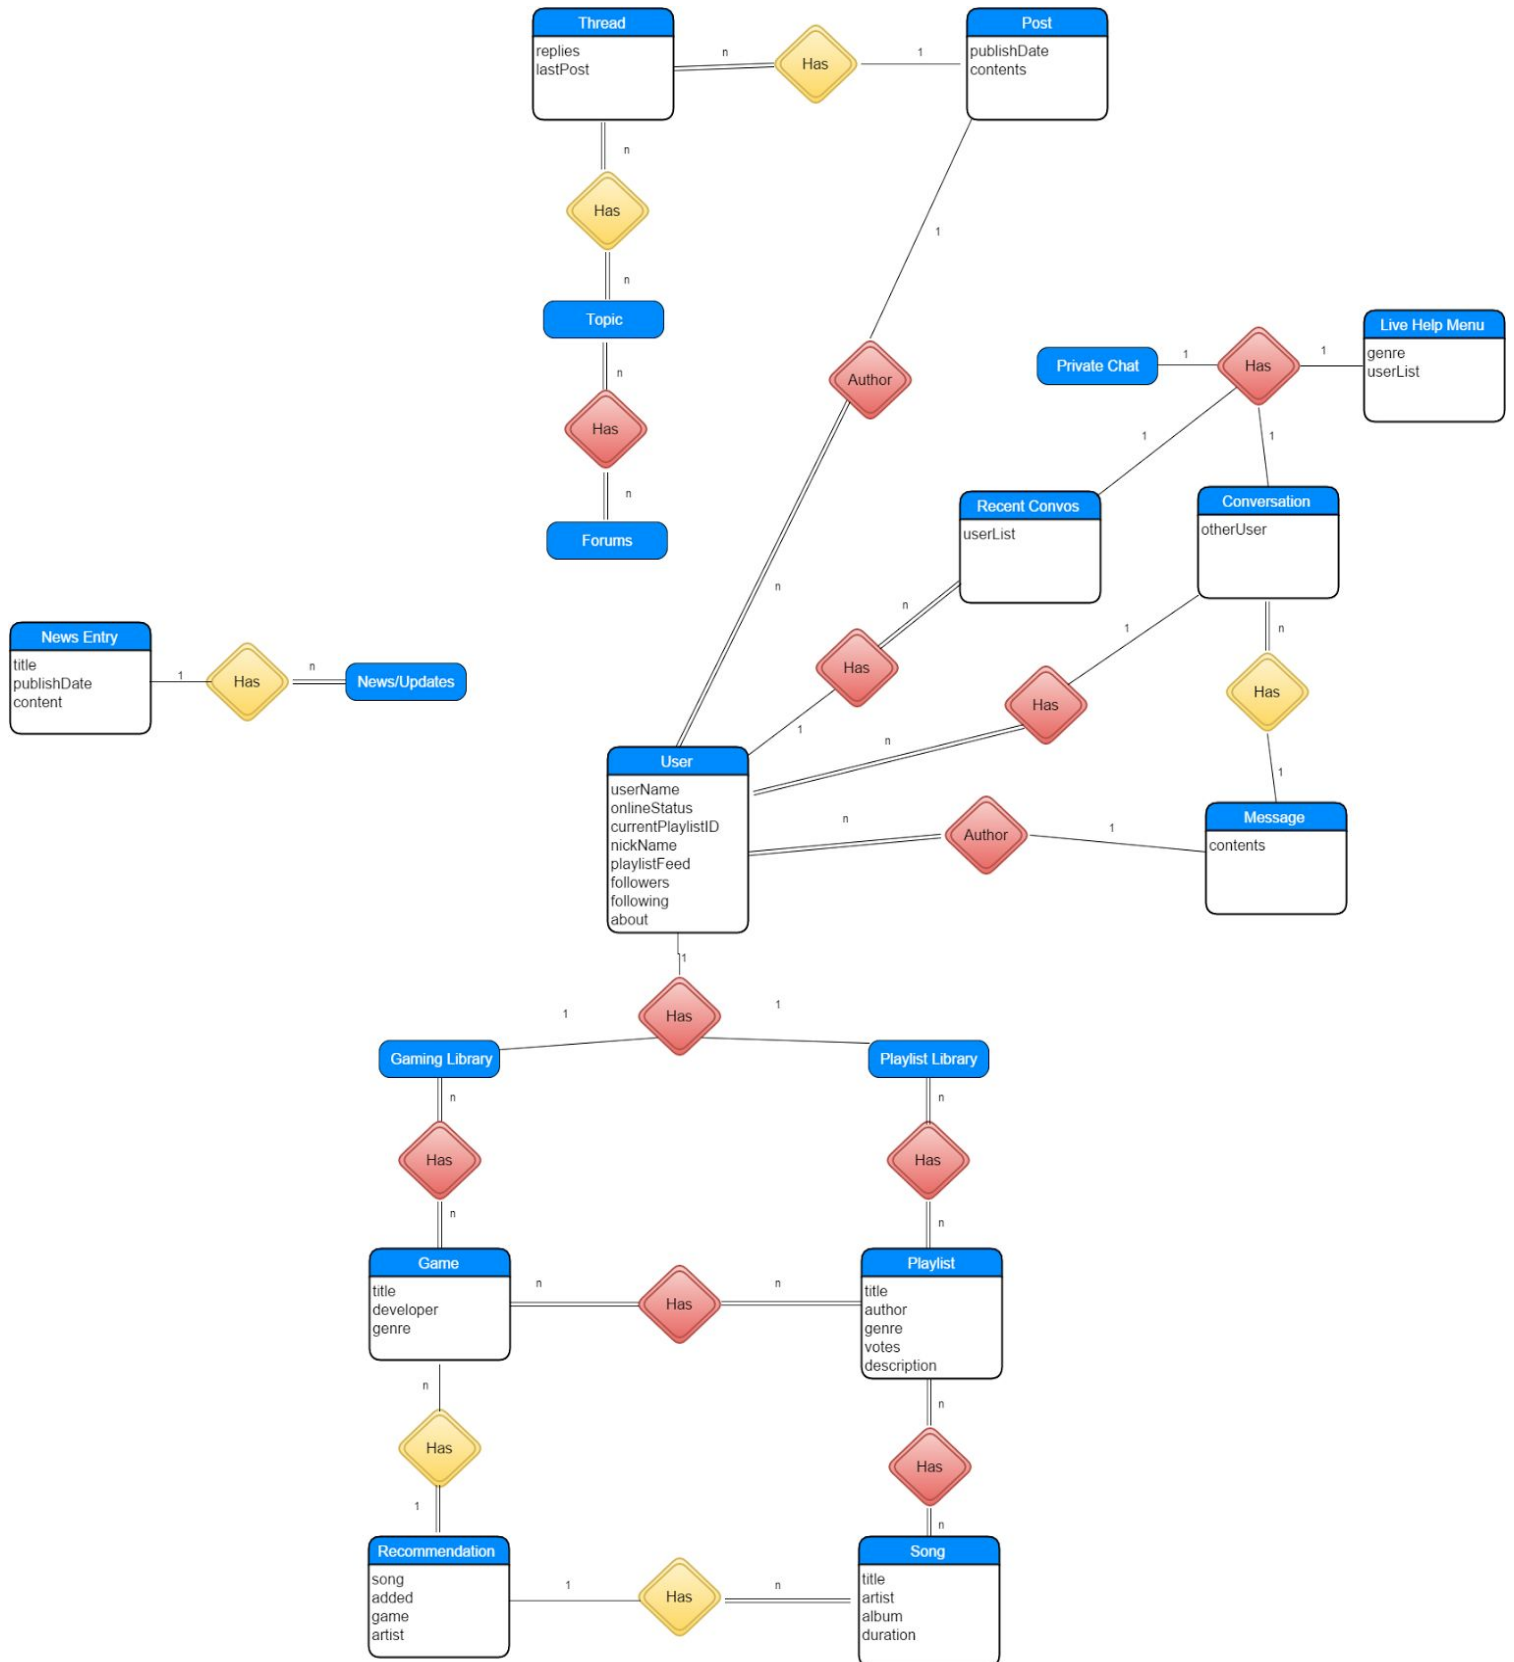 Thread
replies
lastPost
n
Has
1
Post
publishDate
contents
n
Has
n
Topic
n
Has
n
Forums
1
Author
n
Private Chat
1
Has
1
Live Help Menu
genre
userList
1
1
Recent Convos
userList
Conversation
otherUser
n
Has
1
1
Has
n
n
Has
1
News Entry
title
publishDate
content
1
Has
n
News/Updates
User
userName
onlineStatus
currentPlaylistID
nickName
playlistFeed
followers
following
about
n
Author
1
Message
contents
1
Has
1
1
Gaming Library
Playlist Library
n
Has
n
n
Has
n
Game
title
developer
genre
n
Has
n
Playlist
title
author
genre
votes
description
n
Has
1
n
Has
n
Recommendation
song
added
game
artist
1
Has
n
Song
title
artist
album
duration